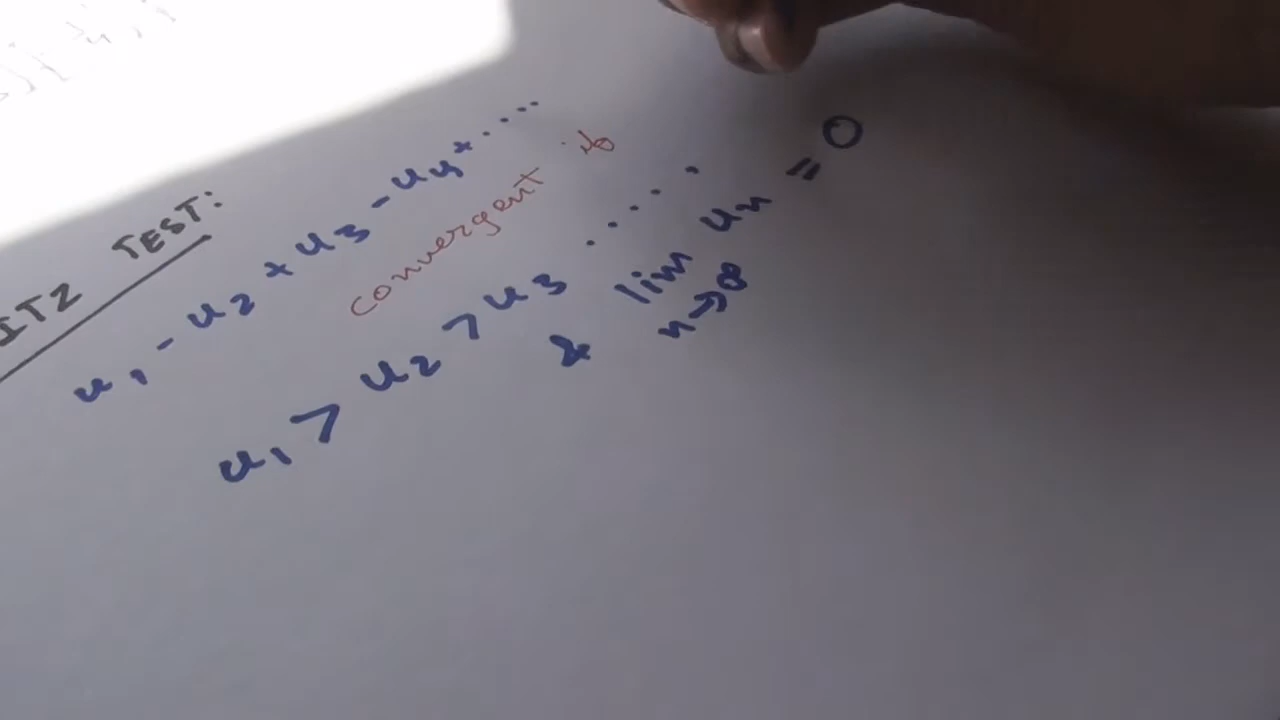 ITZ TEST:
u₁ - u₂ + u₃ - u₄ + .....
convergent if
u₁ > u₂ > u₃ .....
& lim uₙ = 0
n→∞